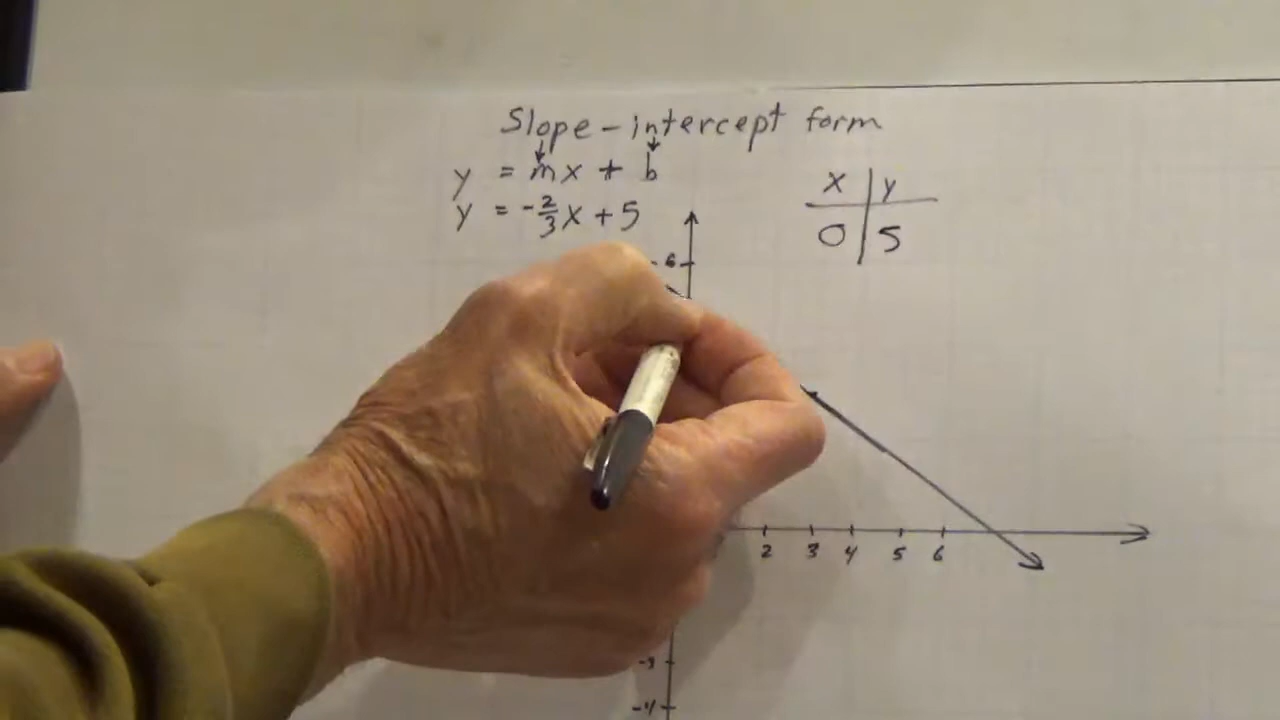 Slope - intercept form
y = mx + b
y = -2/3x + 5
x y
0 5
6
2 3 4 5 6
-3
-4